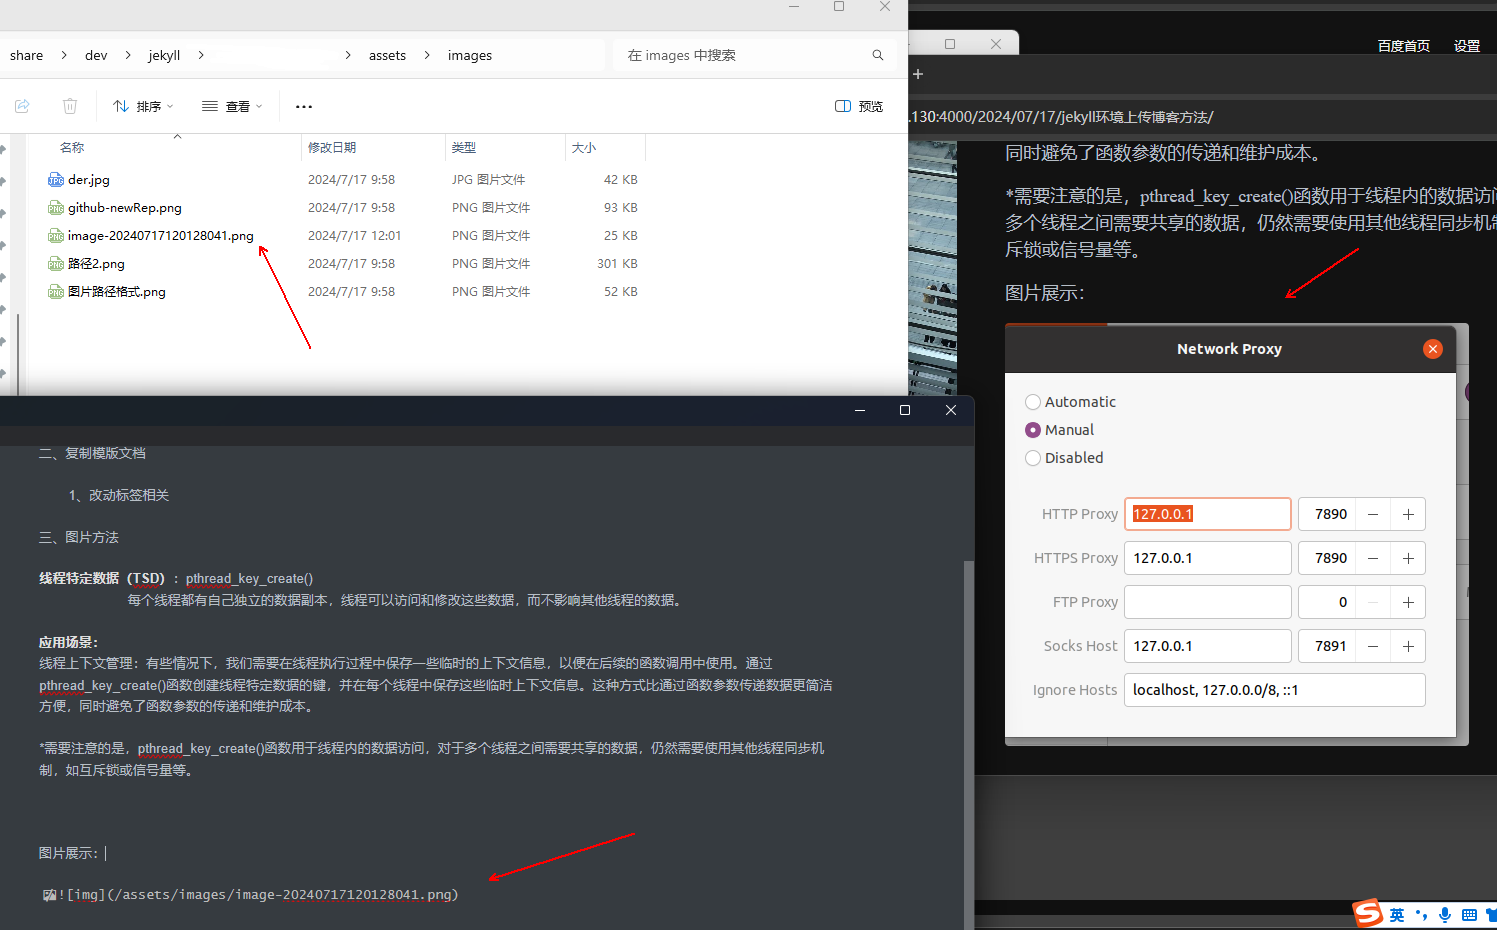 share > dev > jekyll > > assets > images
在 images 中搜索
排序
查看
预览
名称 修改日期 类型 大小
der.jpg 2024/7/17 9:58 JPG 图片文件 42 KB
github-newRep.png 2024/7/17 9:58 PNG 图片文件 93 KB
image-20240717120128041.png 2024/7/17 12:01 PNG 图片文件 25 KB
路径2.png 2024/7/17 9:58 PNG 图片文件 301 KB
图片路径格式.png 2024/7/17 9:58 PNG 图片文件 52 KB
百度首页 设置
.130:4000/2024/07/17/jekyll环境上传博客方法/
同时避免了函数参数的传递和维护成本。
*需要注意的是，pthread_key_create()函数用于线程内的数据访问
多个线程之间需要共享的数据，仍然需要使用其他线程同步机制
斥锁或信号量等。
图片展示：
Network Proxy
Automatic
Manual
Disabled
HTTP Proxy 127.0.0.1 7890 − +
HTTPS Proxy 127.0.0.1 7890 − +
FTP Proxy 0 − +
Socks Host 127.0.0.1 7891 − +
Ignore Hosts localhost, 127.0.0.0/8, ::1
二、复制模版文档
1、改动标签相关
三、图片方法
线程特定数据（TSD）：pthread_key_create()
每个线程都有自己独立的数据副本，线程可以访问和修改这些数据，而不影响其他线程的数据。
应用场景：
线程上下文管理：有些情况下，我们需要在线程执行过程中保存一些临时的上下文信息，以便在后续的函数调用中使用。通过
pthread_key_create()函数创建线程特定数据的键，并在每个线程中保存这些临时上下文信息。这种方式比通过函数参数传递数据更简洁
方便，同时避免了函数参数的传递和维护成本。
*需要注意的是，pthread_key_create()函数用于线程内的数据访问，对于多个线程之间需要共享的数据，仍然需要使用其他线程同步机
制，如互斥锁或信号量等。
图片展示：
![img](/assets/images/image-20240717120128041.png)
英